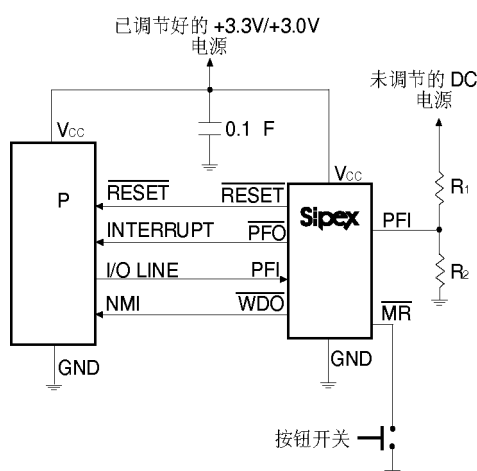 已调节好的 +3.3V/+3.0V
电源
未调节的 DC
电源
0.1 F
VCC
VCC
P
RESET
RESET
Sipex
R1
INTERRUPT
PFO
PFI
I/O LINE
PFI
R2
NMI
WDO
MR
GND
GND
按钮开关